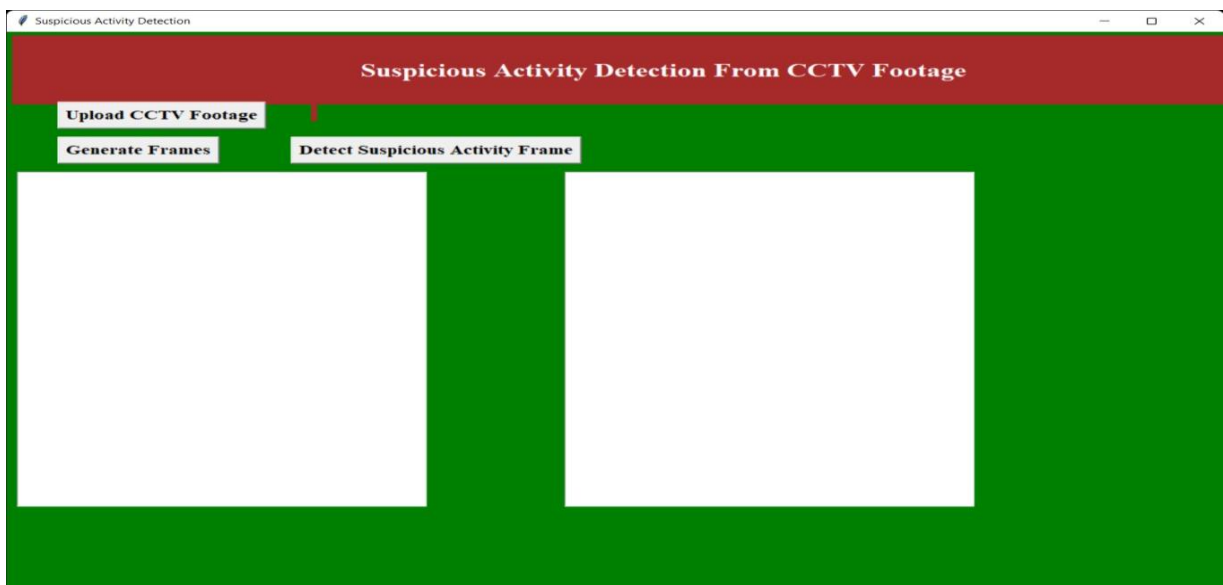 Suspicious Activity Detection
Suspicious Activity Detection From CCTV Footage
Upload CCTV Footage
Generate Frames
Detect Suspicious Activity Frame